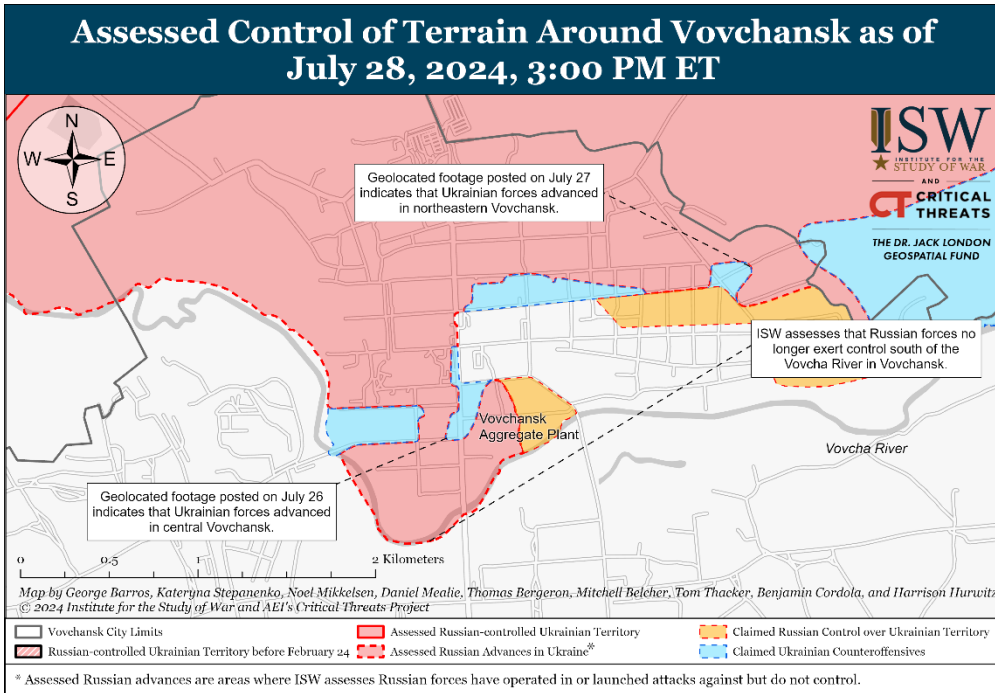 Assessed Control of Terrain Around Vovchansk as of
July 28, 2024, 3:00 PM ET
N
W
E
S
ISW
INSTITUTE FOR THE
STUDY OF WAR
AND
CT CRITICAL
THREATS
THE DR. JACK LONDON
GEOSPATIAL FUND
Geolocated footage posted on July 27
indicates that Ukrainian forces advanced
in northeastern Vovchansk.
ISW assesses that Russian forces no
longer exert control south of the
Vovcha River in Vovchansk.
Vovchansk
Aggregate Plant
Vovcha River
Geolocated footage posted on July 26
indicates that Ukrainian forces advanced
in central Vovchansk.
0 0.5 1 2 Kilometers
Map by George Barros, Kateryna Stepanenko, Noel Mikkelsen, Daniel Mealie, Thomas Bergeron, Mitchell Belcher, Tom Thacker, Benjamin Cordola, and Harrison Hurwitz
© 2024 Institute for the Study of War and AEI's Critical Threats Project
Vovchansk City Limits
Assessed Russian-controlled Ukrainian Territory
Claimed Russian Control over Ukrainian Territory
Russian-controlled Ukrainian Territory before February 24
Assessed Russian Advances in Ukraine*
Claimed Ukrainian Counteroffensives
* Assessed Russian advances are areas where ISW assesses Russian forces have operated in or launched attacks against but do not control.